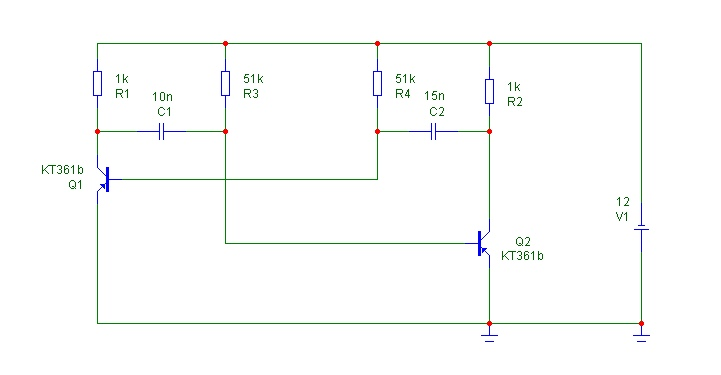 1k
R1
10n
C1
51k
R3
51k
R4
15n
C2
1k
R2
KT361b
Q1
Q2
KT361b
12
V1